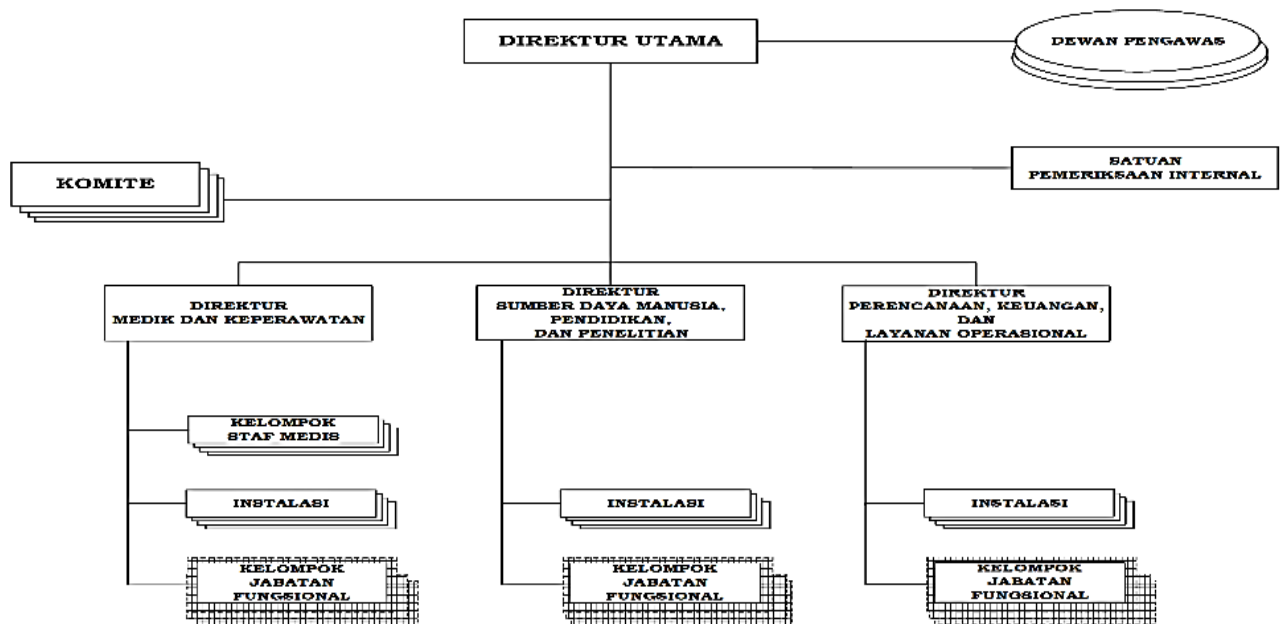 DIREKTUR UTAMA
DEWAN PENGAWAS
SATUAN
PEMERIKSAAN INTERNAL
KOMITE
DIREKTUR
MEDIK DAN KEPERAWATAN
DIREKTUR
SUMBER DAYA MANUSIA,
PENDIDIKAN,
DAN PENELITIAN
DIREKTUR
PERENCANAAN, KEUANGAN,
DAN
LAYANAN OPERASIONAL
KELOMPOK
STAF MEDIS
INSTALASI
INSTALASI
INSTALASI
KELOMPOK
JABATAN
FUNGSIONAL
KELOMPOK
JABATAN
FUNGSIONAL
KELOMPOK
JABATAN
FUNGSIONAL